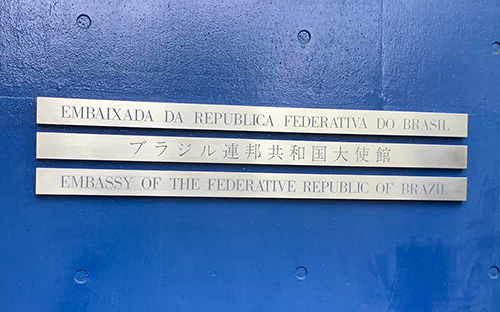 EMBAIXADA DA REPÚBLICA FEDERATIVA DO BRASIL
ブラジル連邦共和国大使館
EMBASSY OF THE FEDERATIVE REPUBLIC OF BRAZIL